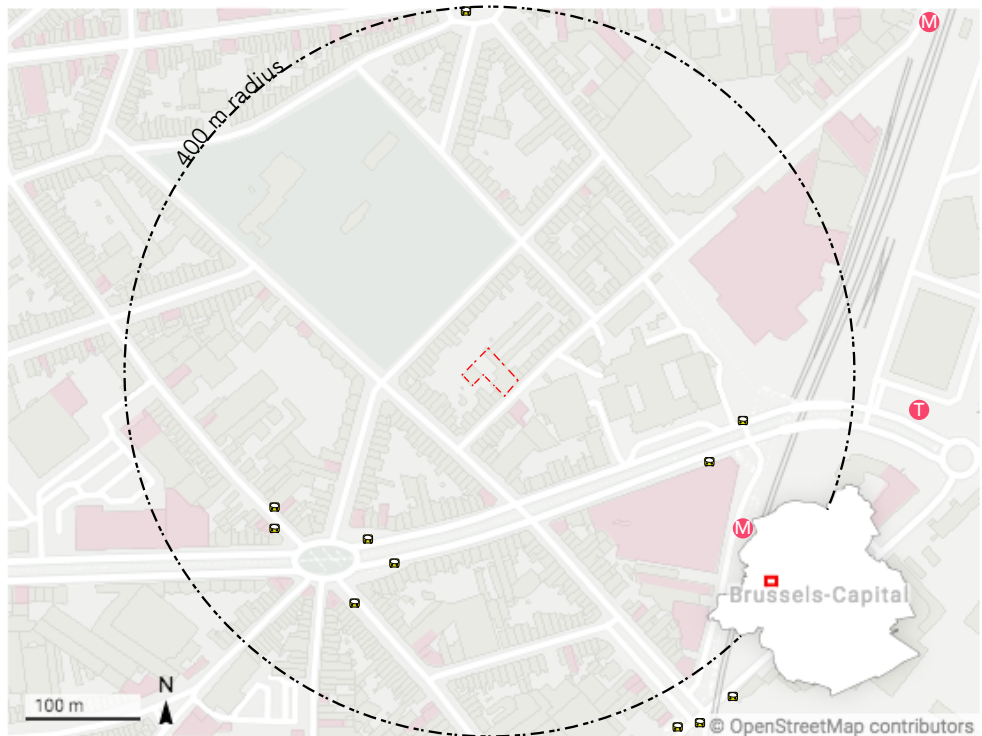 M
400 m radius
T
M
Brussels-Capital
N
100 m
© OpenStreetMap contributors